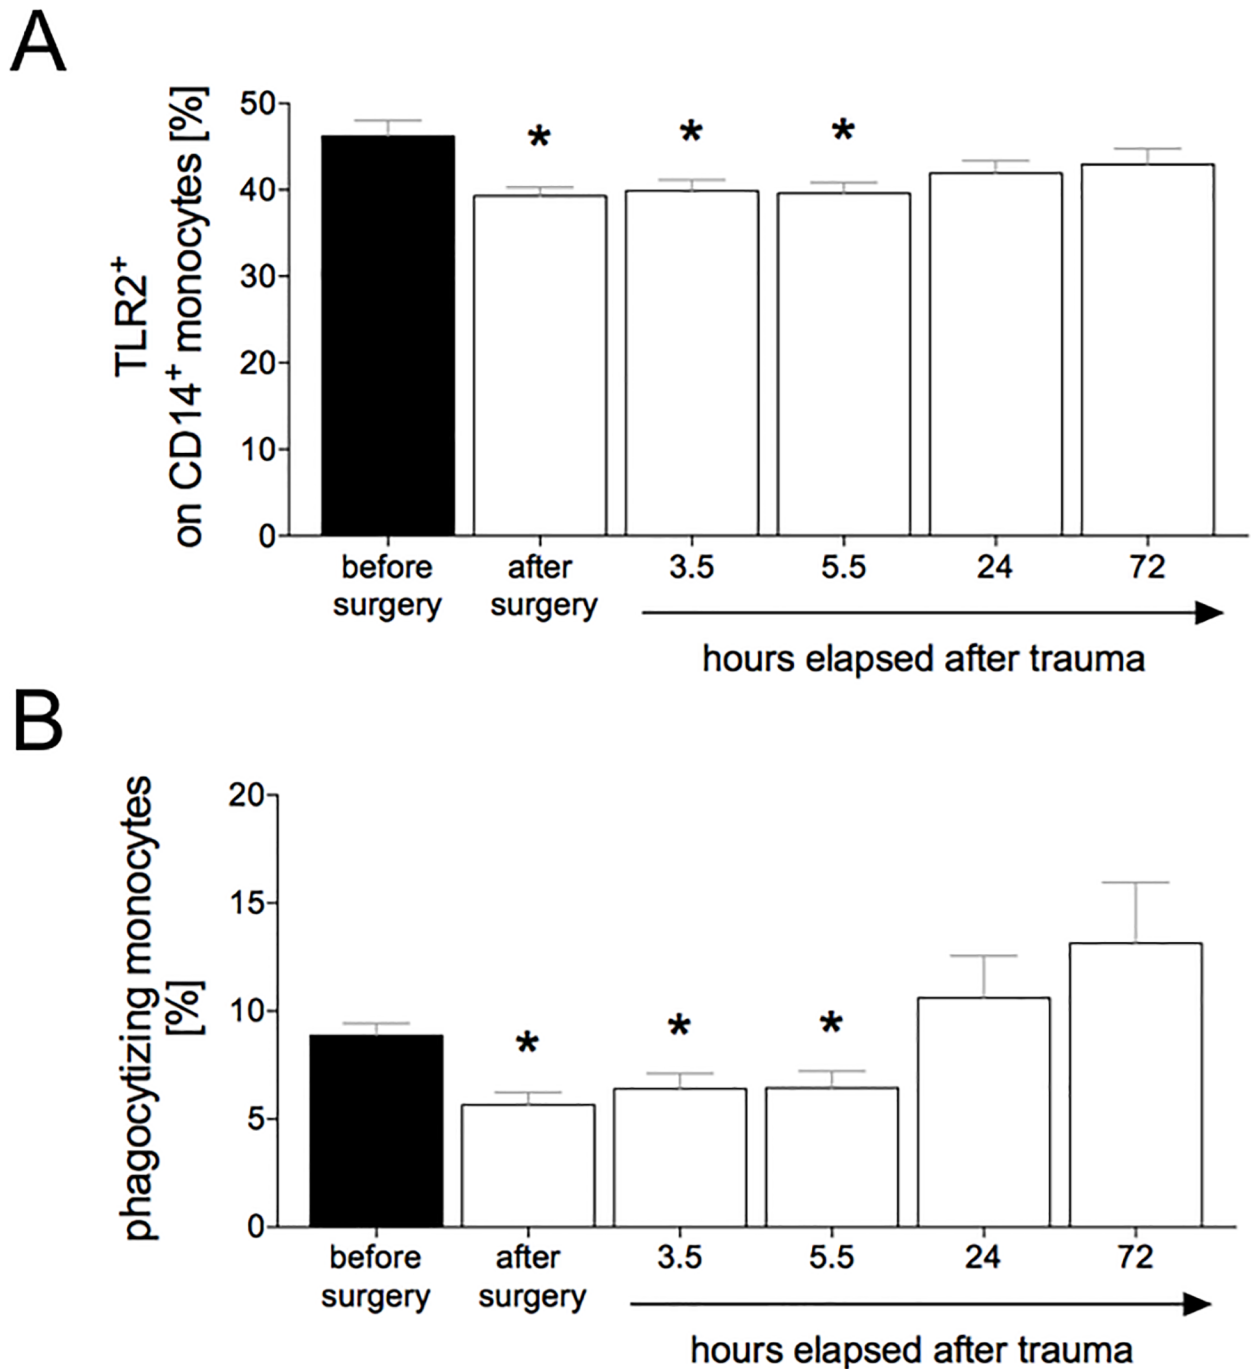 A
TLR2+
on CD14+ monocytes [%]
50
40
30
20
10
0
* * *
before after 3.5 5.5 24 72
surgery surgery
hours elapsed after trauma
B
phagocytizing monocytes
[%]
20
15
10
5
0
* * *
before after 3.5 5.5 24 72
surgery surgery
hours elapsed after trauma